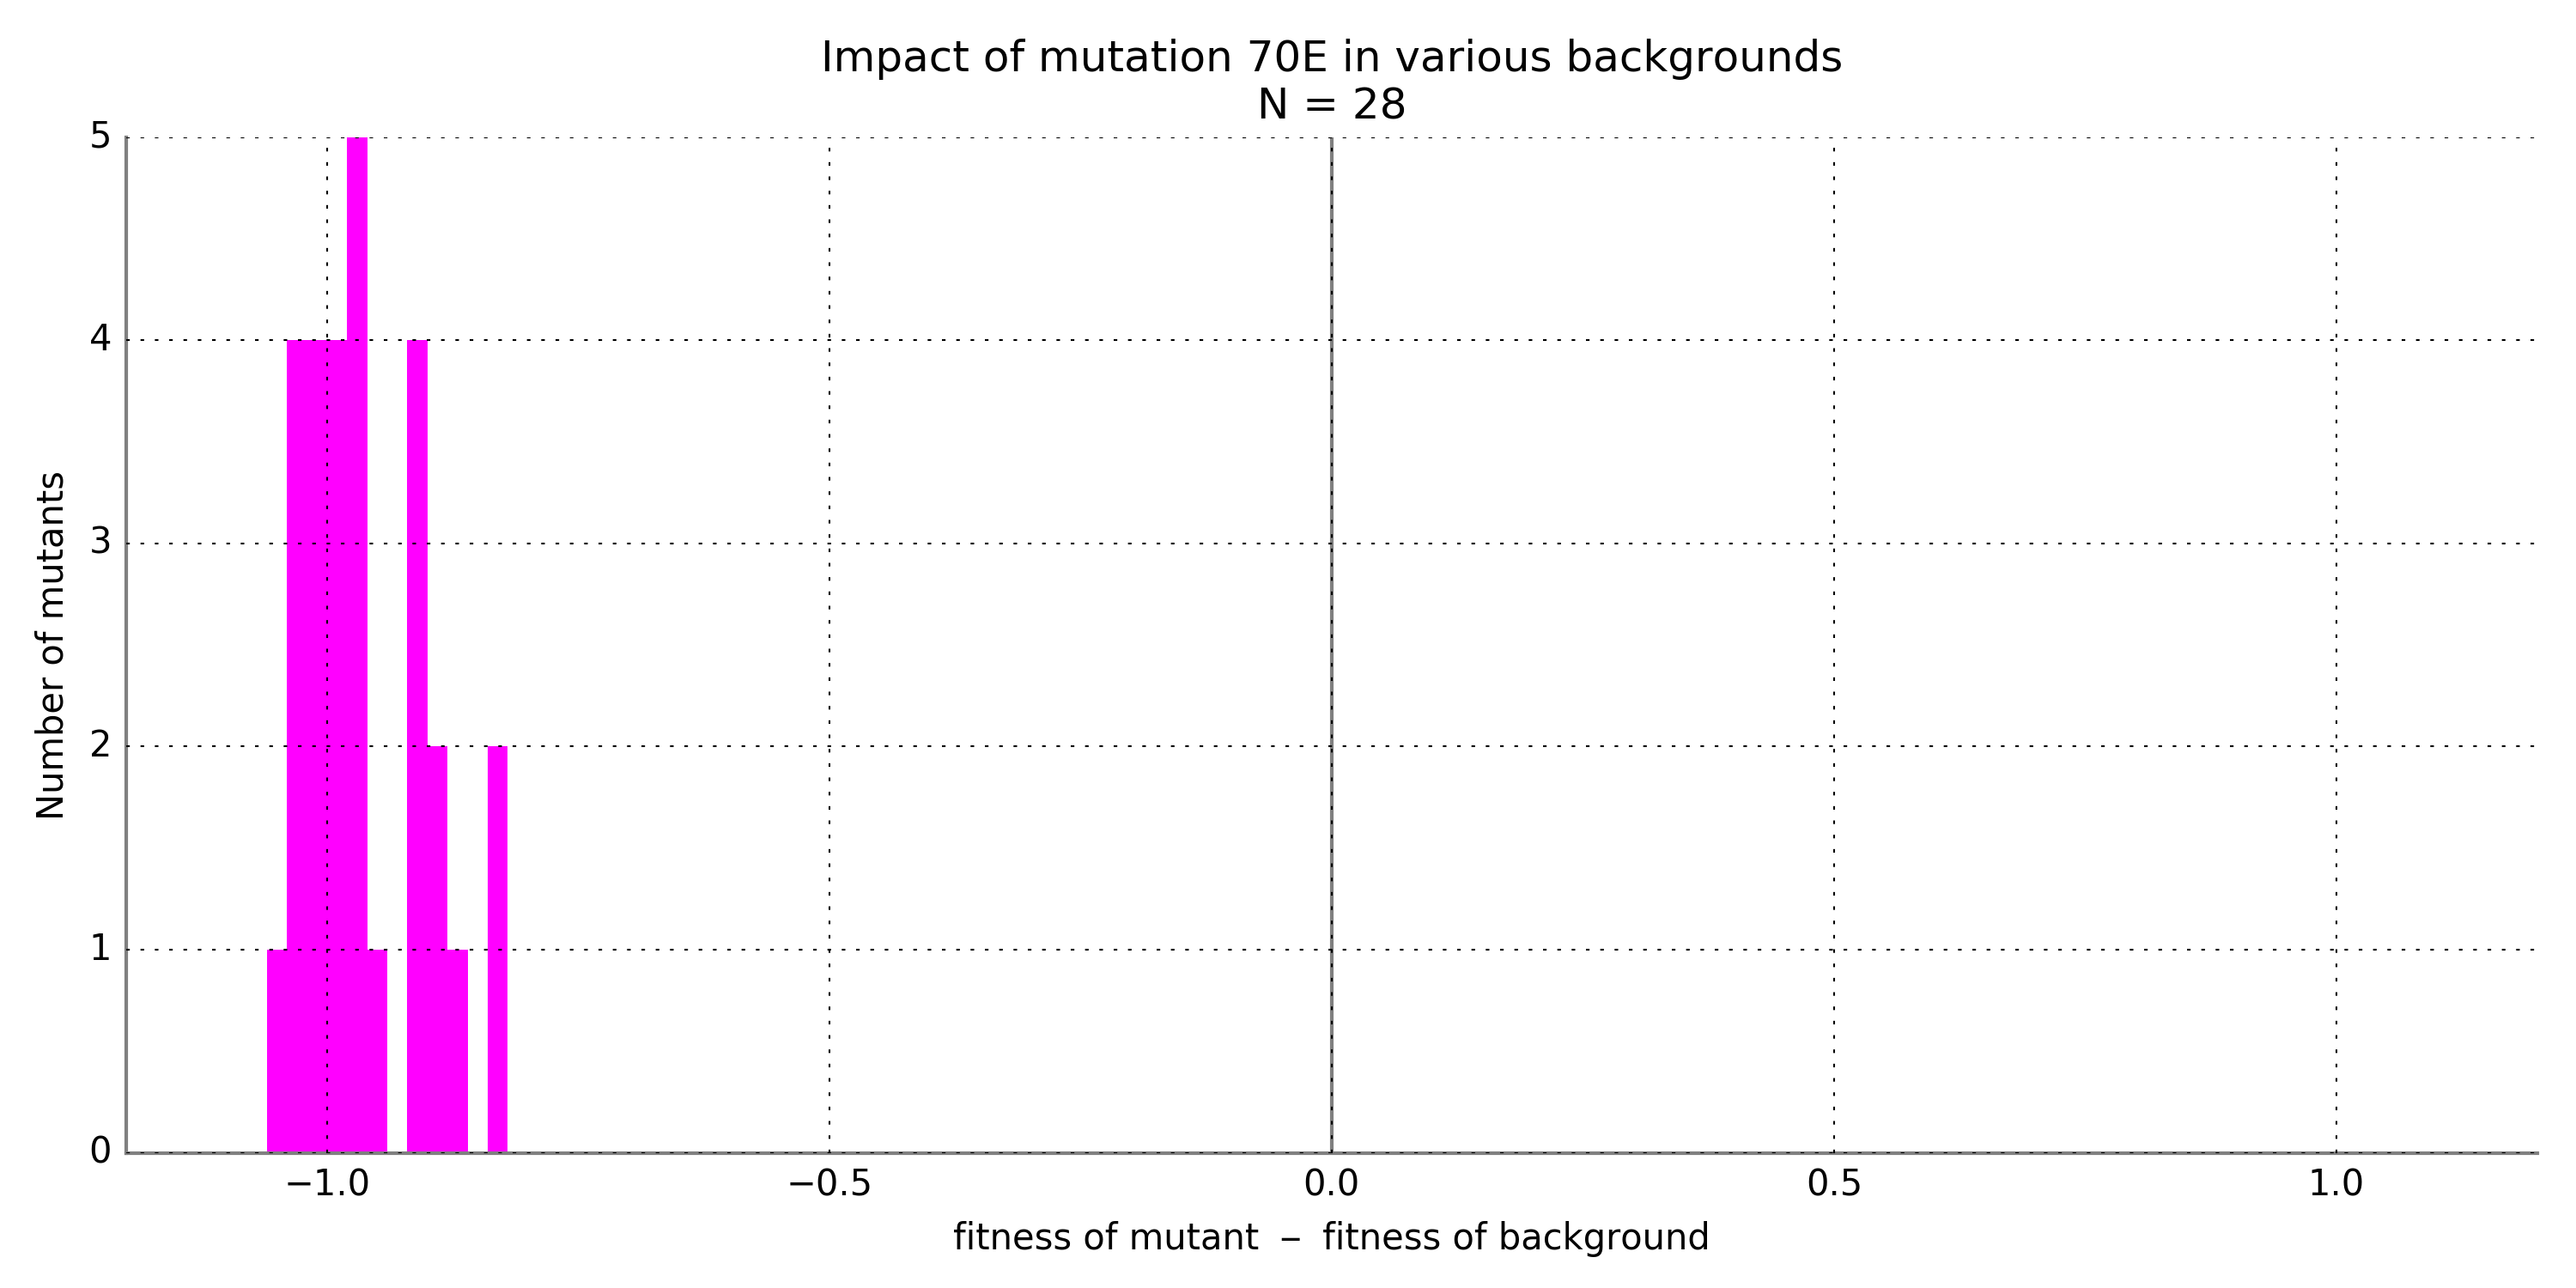 Impact of mutation 70E in various backgrounds
N = 28
5
4
3
2
1
0
Number of mutants
−1.0 −0.5 0.0 0.5 1.0
fitness of mutant – fitness of background